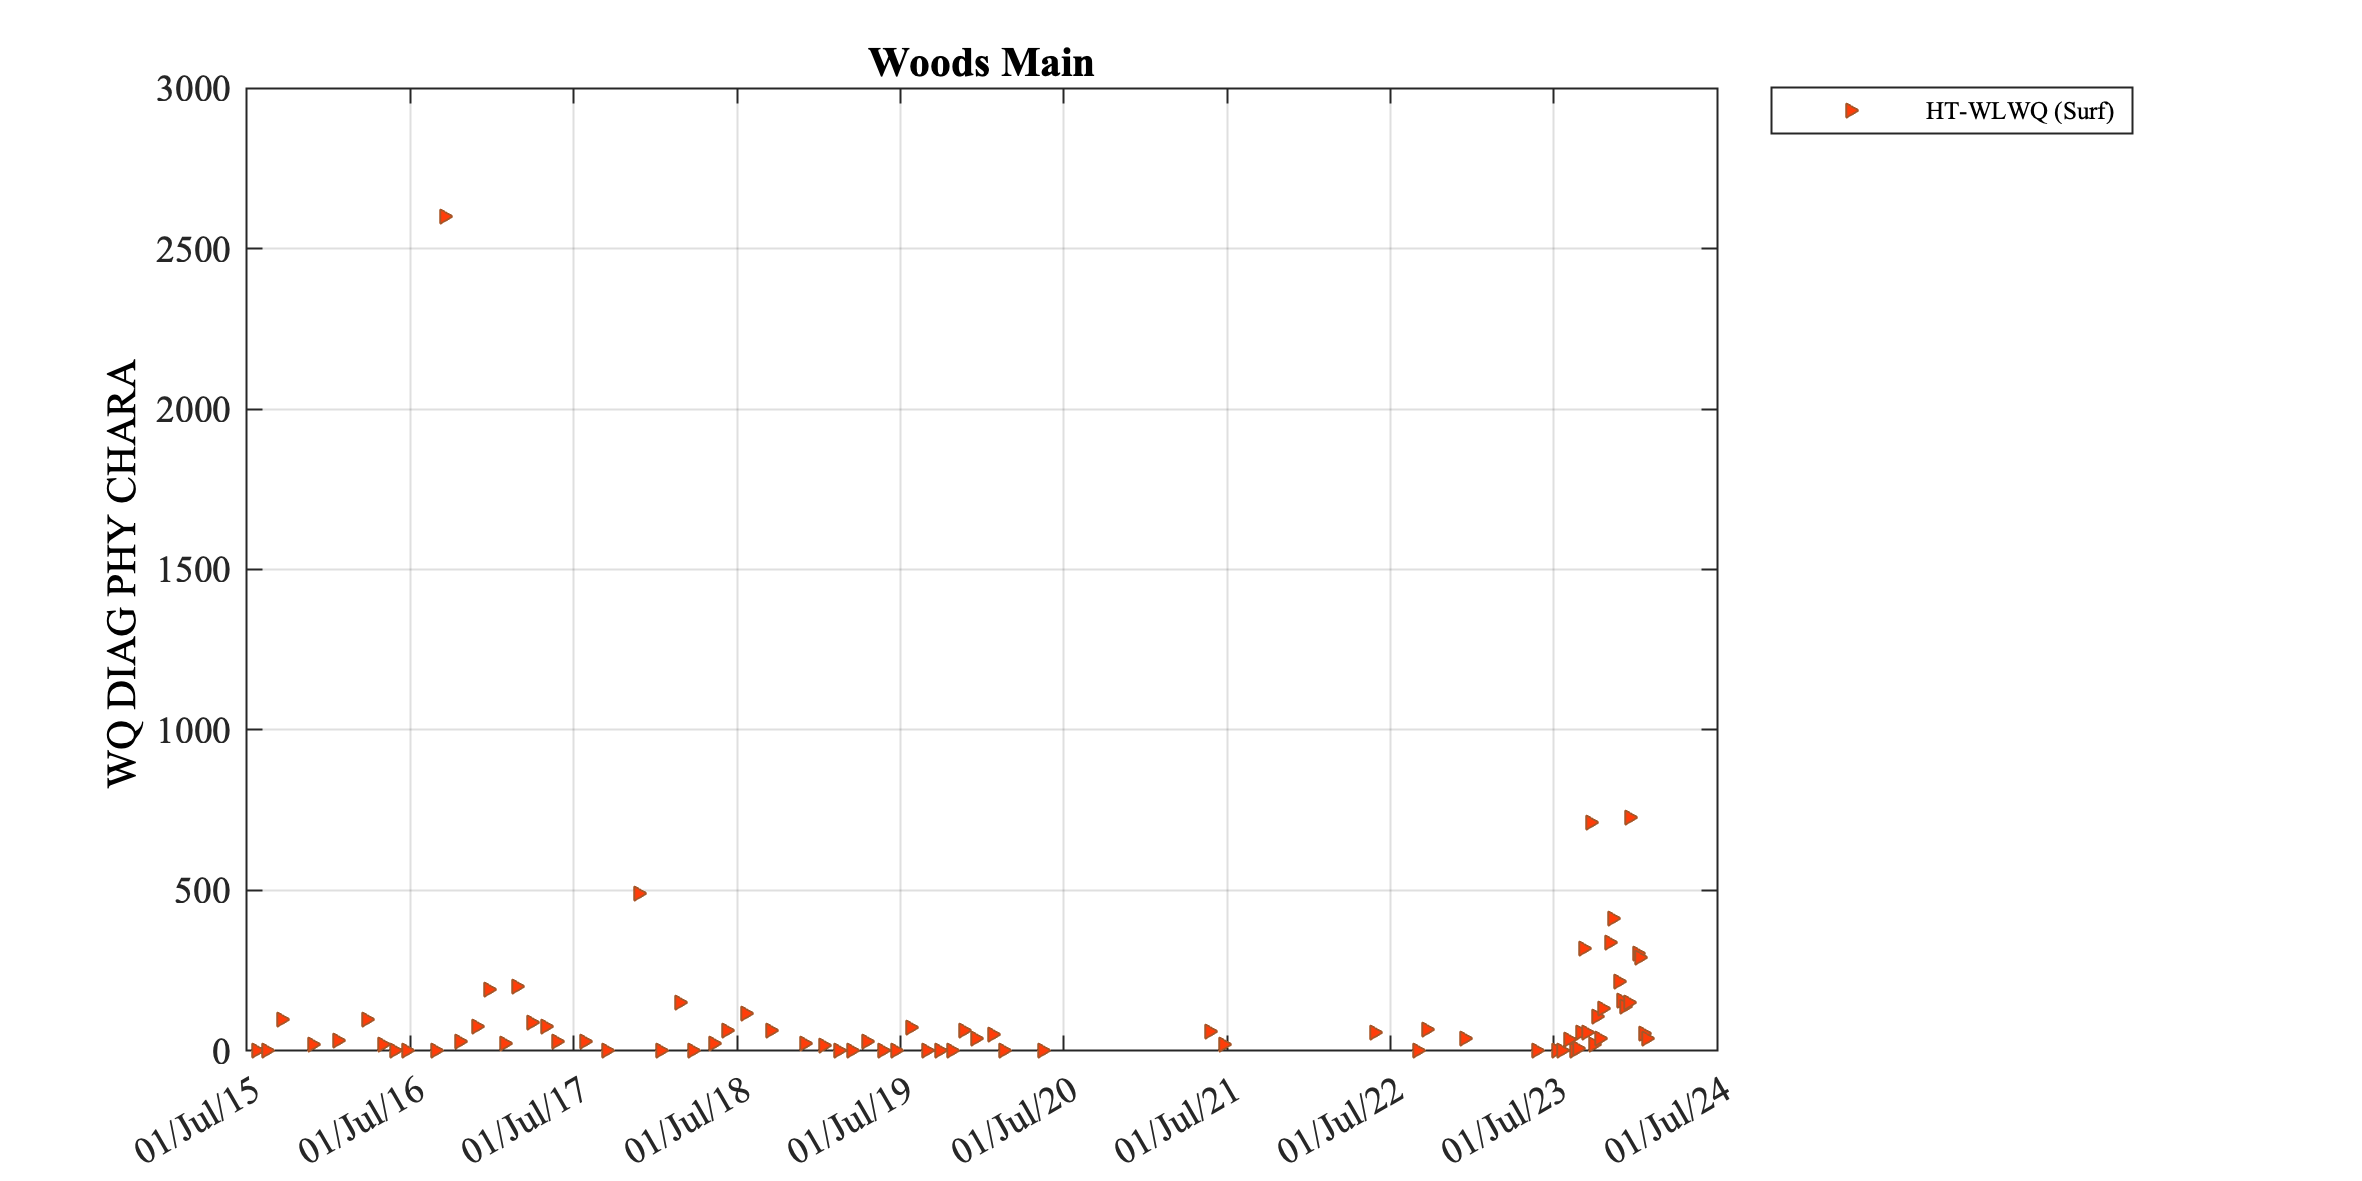 Woods Main
HT-WLWQ (Surf)
WQ DIAG PHY CHARA
3000
2500
2000
1500
1000
500
0
01/Jul/15
01/Jul/16
01/Jul/17
01/Jul/18
01/Jul/19
01/Jul/20
01/Jul/21
01/Jul/22
01/Jul/23
01/Jul/24